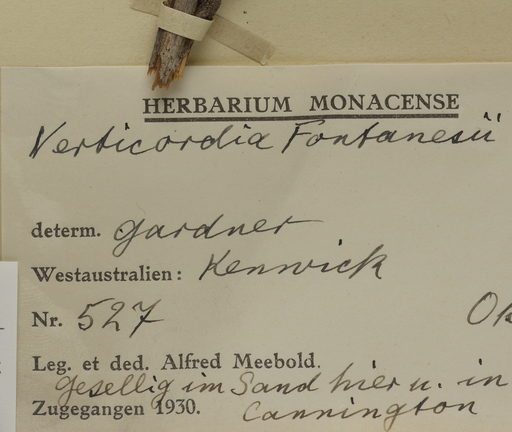 HERBARIUM MONACENSE
Verticordia Fontanesii
determ. Gardner
Westaustralien: Kenwick
Nr. 527
Leg. et ded. Alfred Meebold.
Gesellig im Sand hier u. in
Zugegangen 1930. Cannington